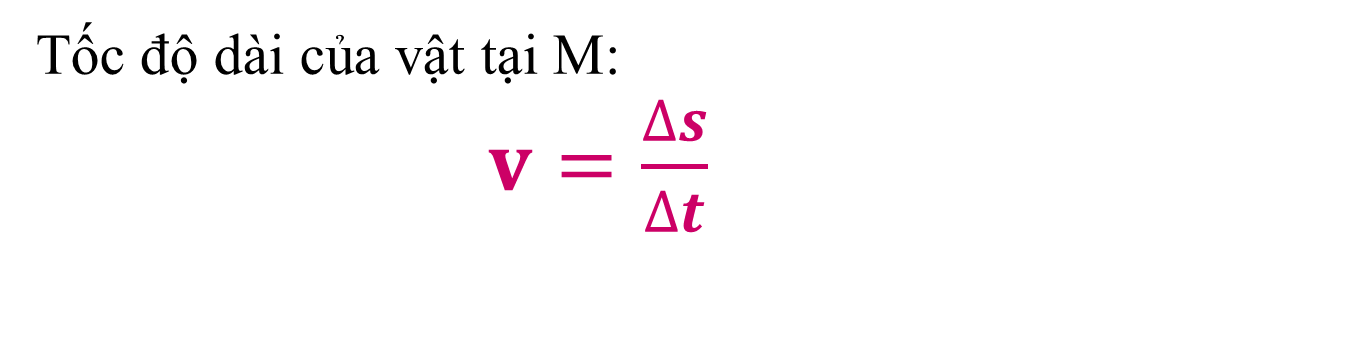 Tốc độ dài của vật tại M:
v = Δs/Δt